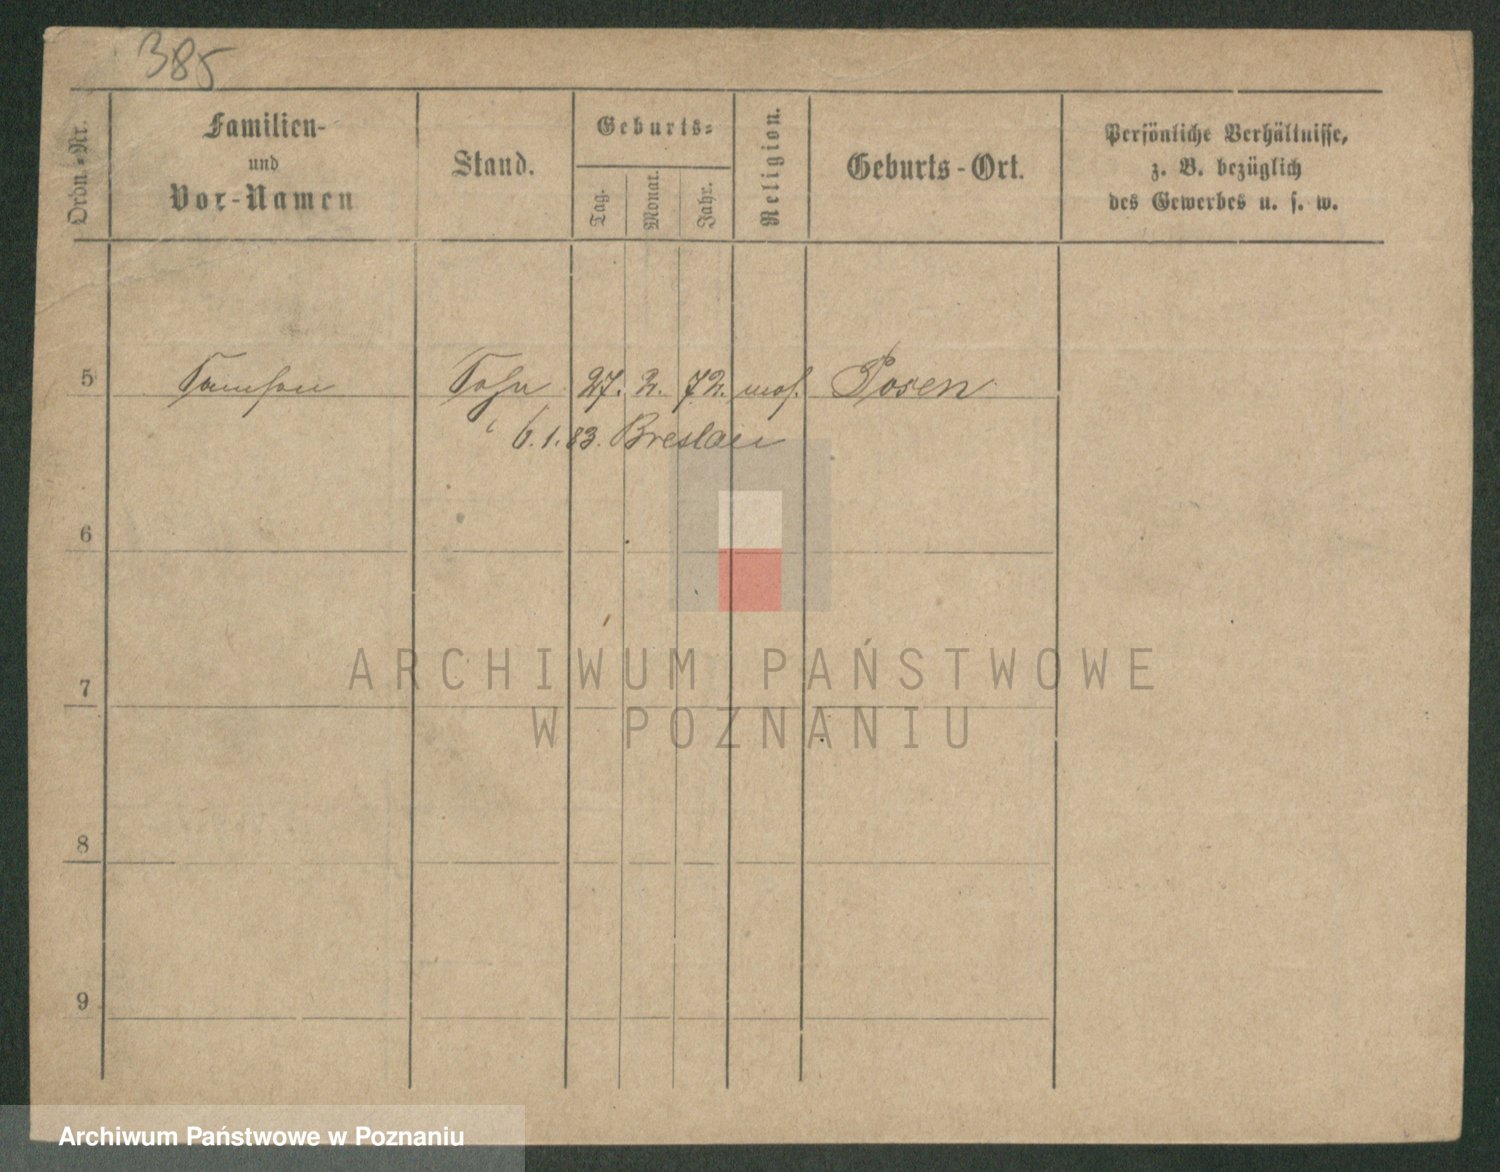 385
Ordn.-Nr.
Familien-
und
Vor-Namen
Stand.
Geburts-
Tag.
Monat.
Jahr.
Religion.
Geburts-Ort.
Persönliche Verhältnisse,
z. B. bezüglich
des Gewerbes u. s. w.
5 Samson Sohn 27. 2. 72. mos. Posen
6.1.83. Breslau
6
7
8
9
ARCHIWUM PAŃSTWOWE
W POZNANIU
Archiwum Państwowe w Poznaniu